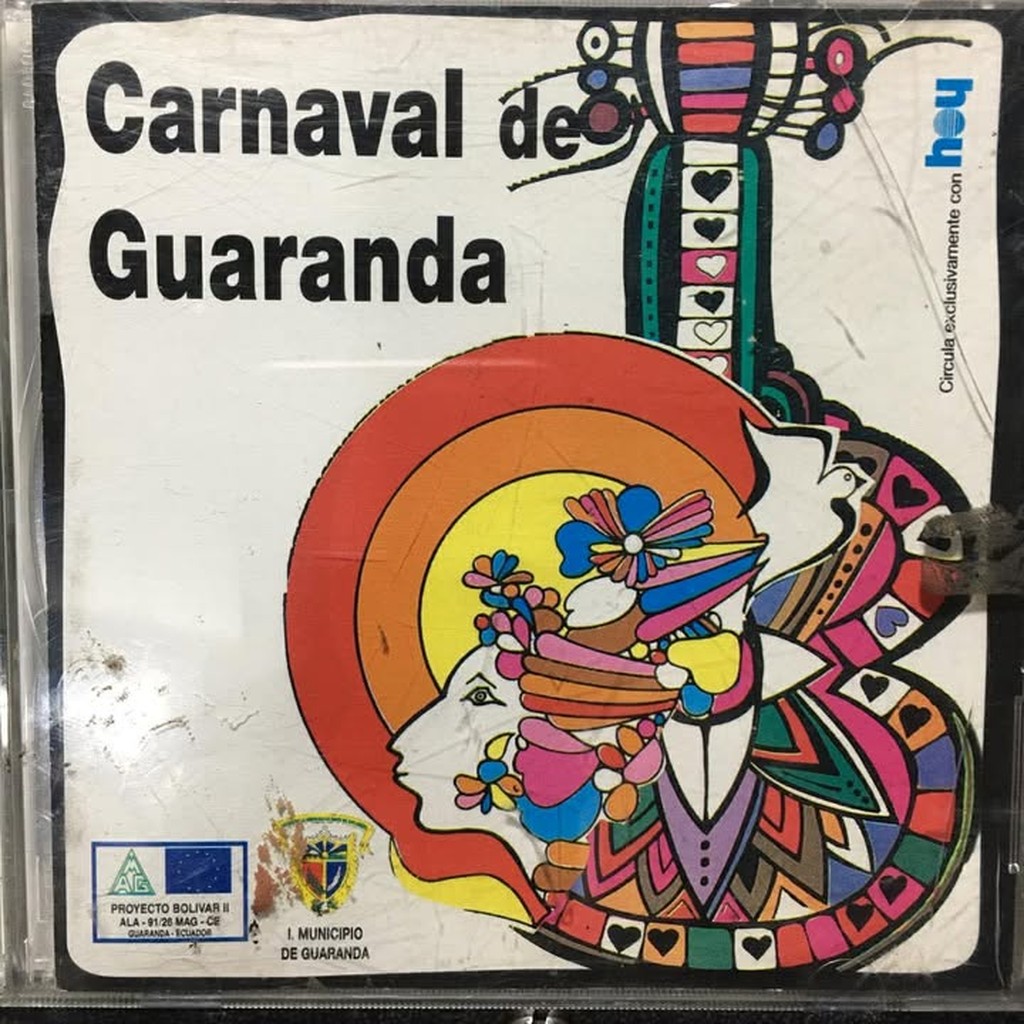 Carnaval de
Guaranda
Circula exclusivamente con hoy
MAG
PROYECTO BOLIVAR II
ALA - 91/26 MAG - CE
GUARANDA - ECUADOR
I. MUNICIPIO
DE GUARANDA